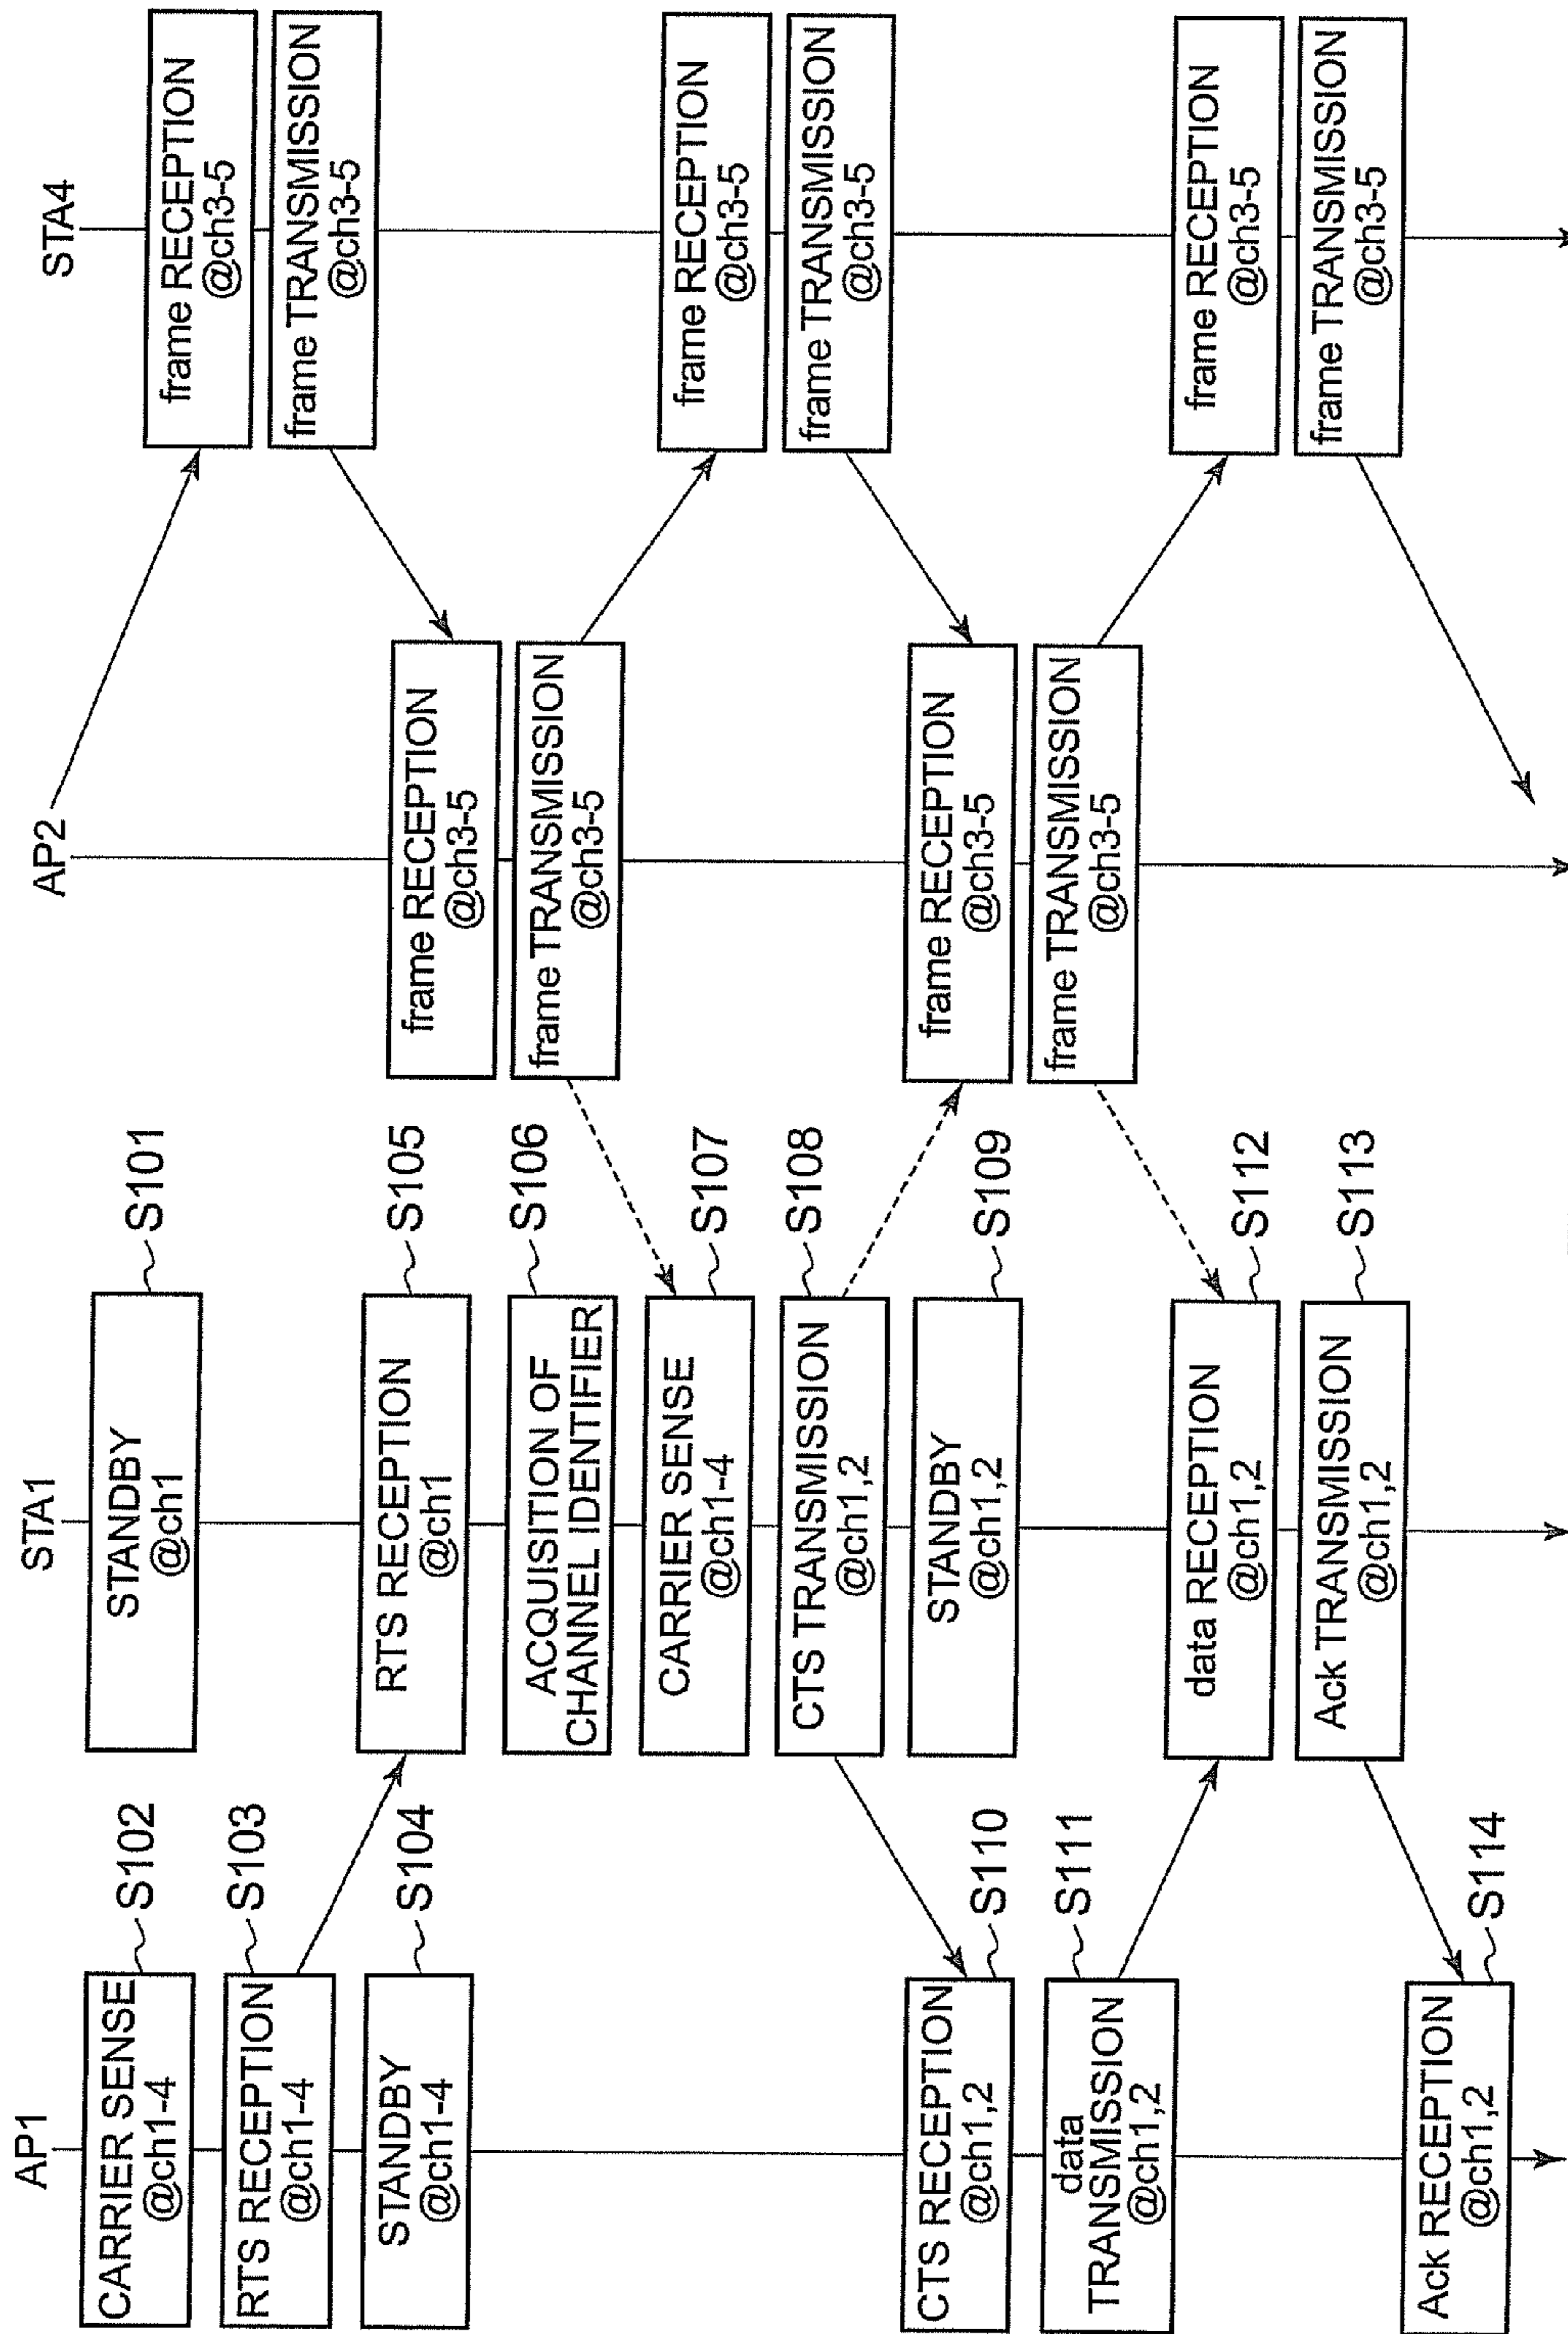 AP1
CARRIER SENSE
@ch1-4
S102
RTS RECEPTION
@ch1-4
S103
STANDBY
@ch1-4
S104
CTS RECEPTION
@ch1,2
S110
data
TRANSMISSION
@ch1,2
S111
Ack RECEPTION
@ch1,2
S114
STA1
STANDBY
@ch1
S101
RTS RECEPTION
@ch1
S105
ACQUISITION OF
CHANNEL IDENTIFIER
S106
CARRIER SENSE
@ch1-4
S107
CTS TRANSMISSION
@ch1,2
S108
STANDBY
@ch1,2
S109
data RECEPTION
@ch1,2
S112
Ack TRANSMISSION
@ch1,2
S113
AP2
frame RECEPTION
@ch3-5
frame TRANSMISSION
@ch3-5
frame RECEPTION
@ch3-5
frame TRANSMISSION
@ch3-5
STA4
frame RECEPTION
@ch3-5
frame TRANSMISSION
@ch3-5
frame RECEPTION
@ch3-5
frame TRANSMISSION
@ch3-5
frame RECEPTION
@ch3-5
frame TRANSMISSION
@ch3-5